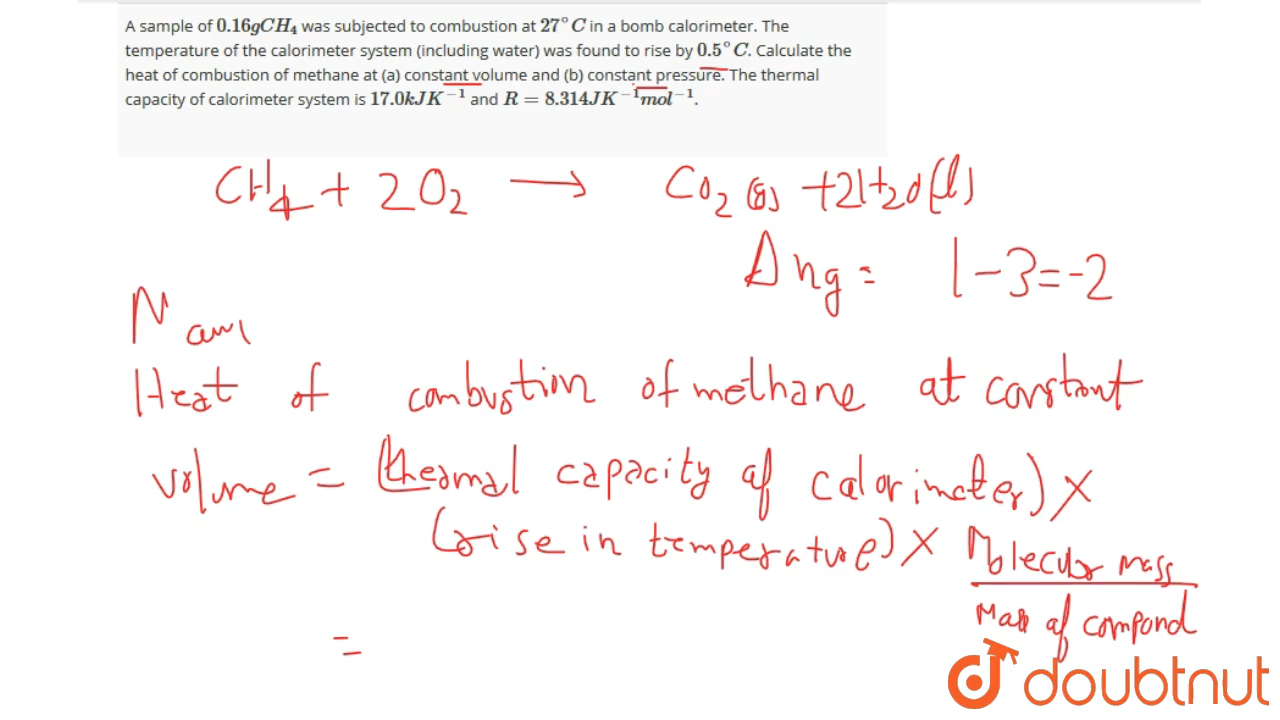 A sample of 0.16gCH₄ was subjected to combustion at 27°C in a bomb calorimeter. The
temperature of the calorimeter system (including water) was found to rise by 0.5°C. Calculate the
heat of combustion of methane at (a) constant volume and (b) constant pressure. The thermal
capacity of calorimeter system is 17.0kJK⁻¹ and R = 8.314JK⁻¹mol⁻¹.
CH₄ + 2O₂ → CO₂(g) + 2H₂O(l)
Δng = 1-3=-2
Heat of combustion of methane at constant
volume = (thermal capacity of calorimeter) ×
(rise in temperature) × Molecular mass
Mass of compond
=
doubtnut